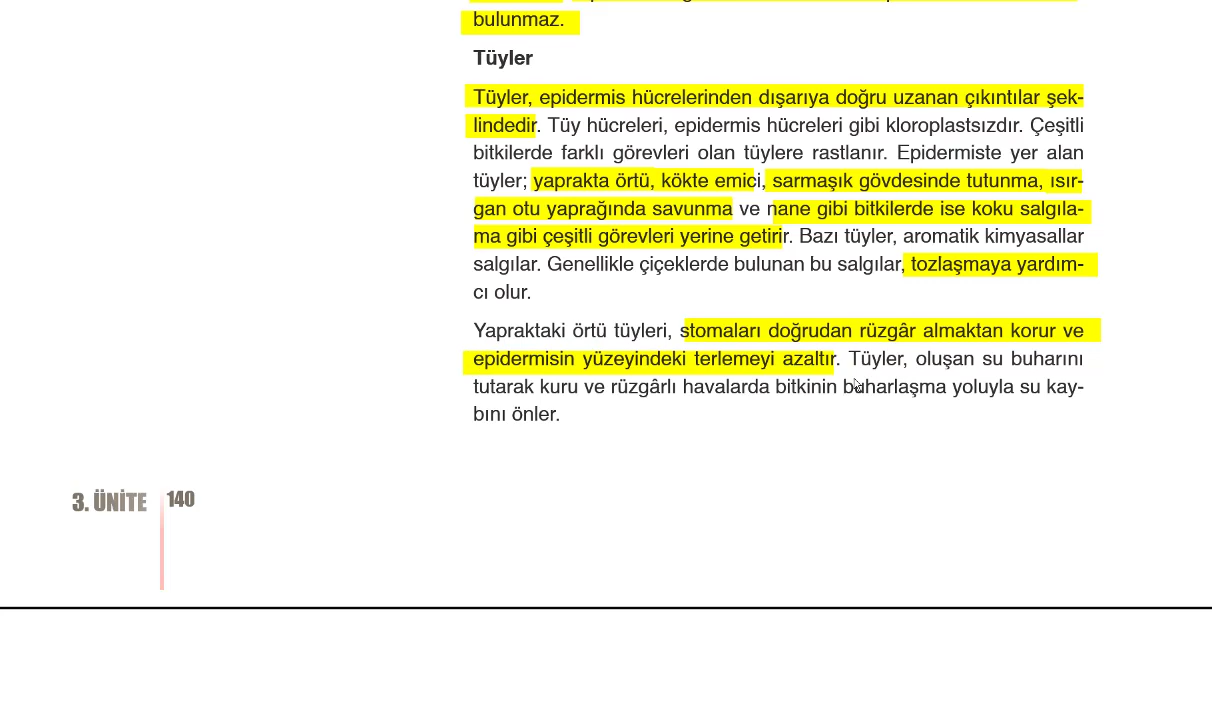 bulunmaz.
Tüyler
Tüyler, epidermis hücrelerinden dışarıya doğru uzanan çıkıntılar şek-
lindedir. Tüy hücreleri, epidermis hücreleri gibi kloroplastsızdır. Çeşitli
bitkilerde farklı görevleri olan tüylere rastlanır. Epidermiste yer alan
tüyler; yaprakta örtü, kökte emici, sarmaşık gövdesinde tutunma, ısır-
gan otu yaprağında savunma ve nane gibi bitkilerde ise koku salgıla-
ma gibi çeşitli görevleri yerine getirir. Bazı tüyler, aromatik kimyasallar
salgılar. Genellikle çiçeklerde bulunan bu salgılar, tozlaşmaya yardım-
cı olur.
Yapraktaki örtü tüyleri, stomaları doğrudan rüzgâr almaktan korur ve
epidermisin yüzeyindeki terlemeyi azaltır. Tüyler, oluşan su buharını
tutarak kuru ve rüzgârlı havalarda bitkinin buharlaşma yoluyla su kay-
bını önler.
3. ÜNİTE 140